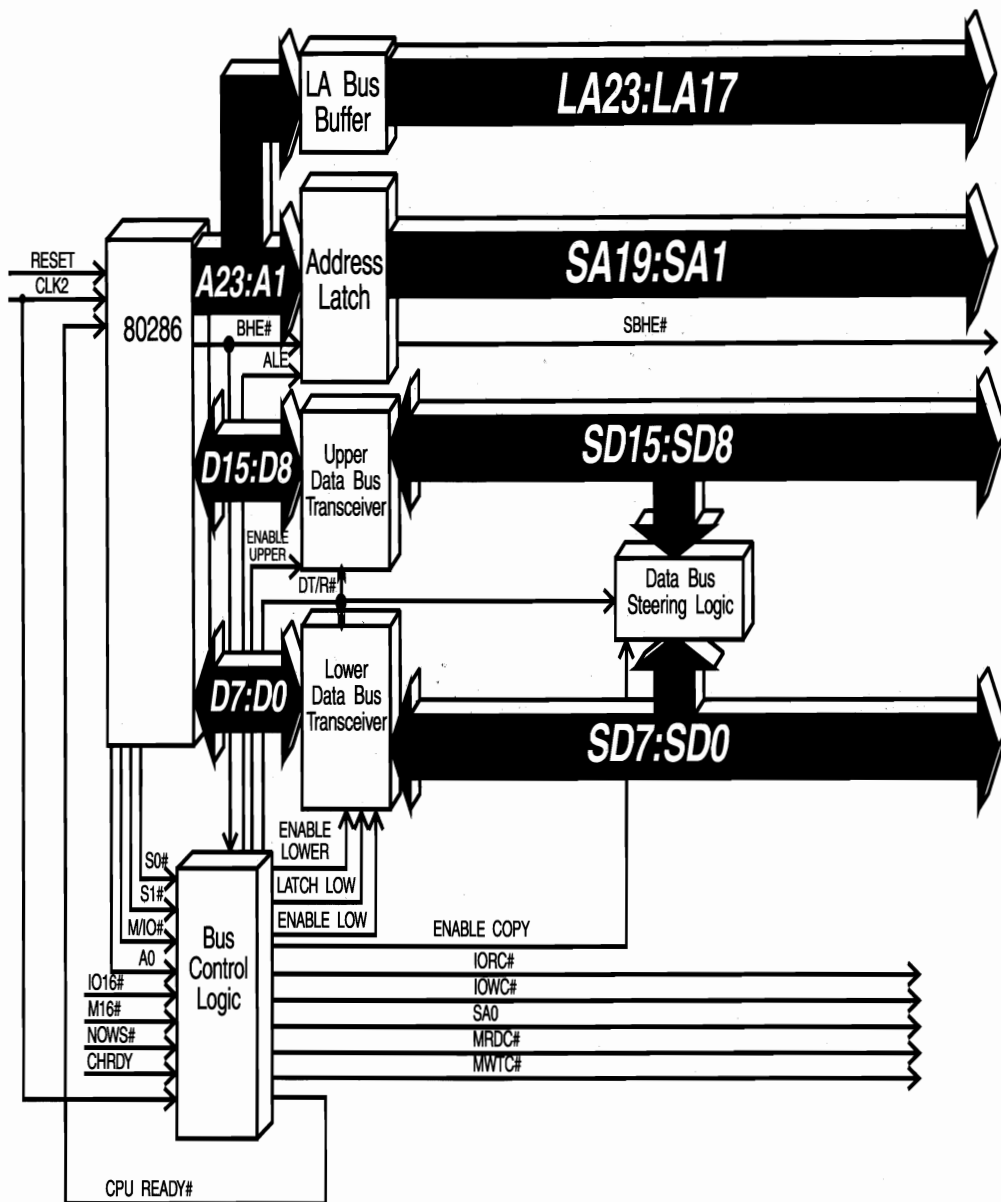 LA Bus
Buffer
LA23:LA17
RESET
CLK2
80286
A23:A1
Address
Latch
SA19:SA1
BHE#
SBHE#
ALE
D15:D8
Upper
Data Bus
Transceiver
SD15:SD8
ENABLE
UPPER
DT/R#
Data Bus
Steering Logic
D7:D0
Lower
Data Bus
Transceiver
SD7:SD0
ENABLE
LOWER
LATCH LOW
ENABLE LOW
ENABLE COPY
S0#
S1#
M/IO#
A0
IO16#
M16#
NOWS#
CHRDY
Bus
Control
Logic
IORC#
IOWC#
SA0
MRDC#
MWTC#
CPU READY#